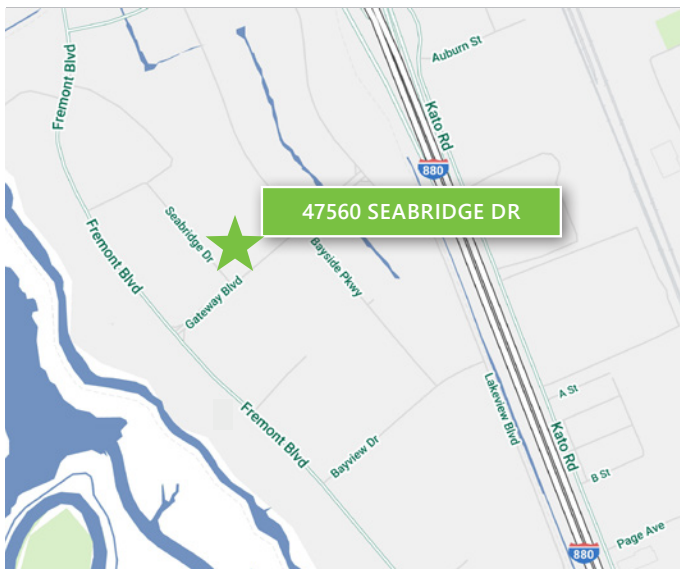 Fremont Blvd
Auburn St
Kato Rd
880
47560 SEABRIDGE DR
Seabridge Dr
Bayside Pkwy
Fremont Blvd
Gateway Blvd
Lakeview Blvd
A St
Fremont Blvd
Kato Rd
Bayview Dr
B St
Page Ave
880